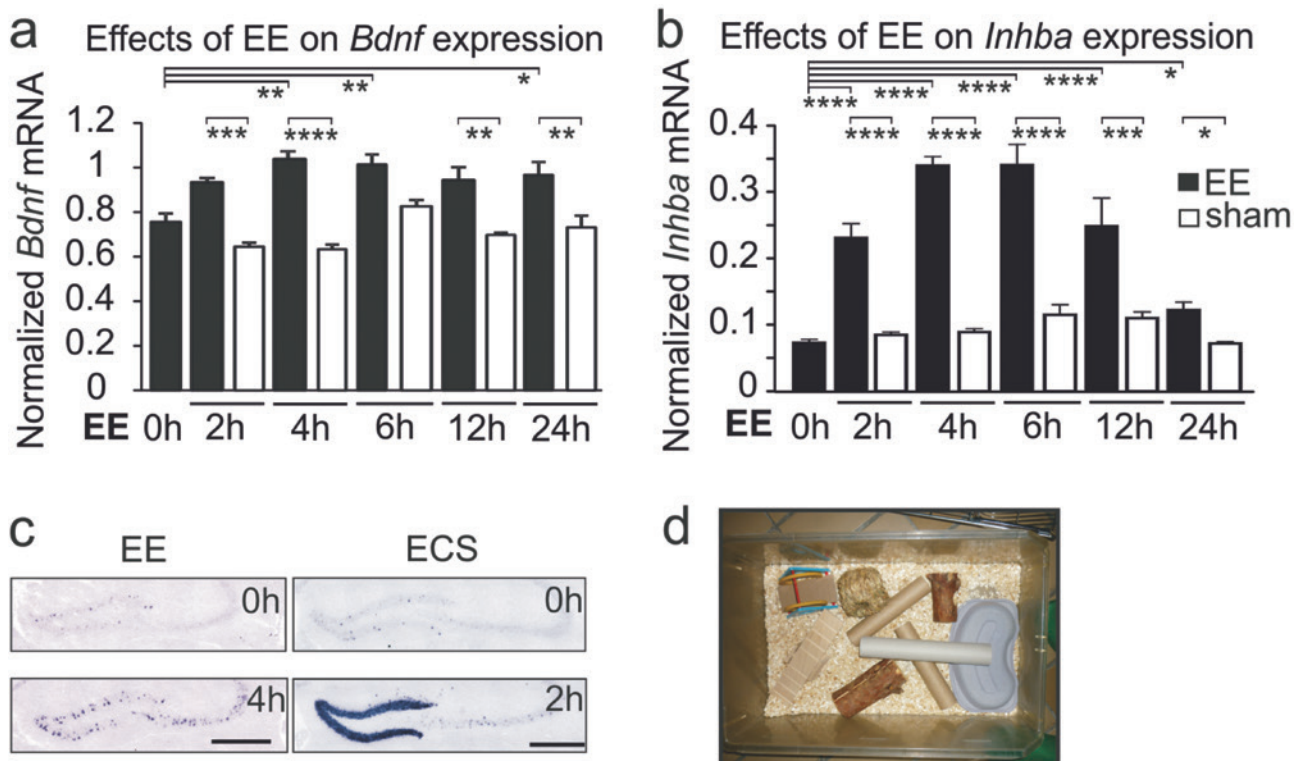 a
Effects of EE on Bdnf expression
** ** *
*** **** ** **
Normalized Bdnf mRNA
1.2
1
0.8
0.6
0.4
0.2
0
EE 0h 2h 4h 6h 12h 24h
b
Effects of EE on Inhba expression
**** **** **** **** *
**** **** **** *** *
Normalized Inhba mRNA
0.4
0.3
0.2
0.1
0
EE
sham
EE 0h 2h 4h 6h 12h 24h
c
EE ECS
0h 0h
4h 2h
d